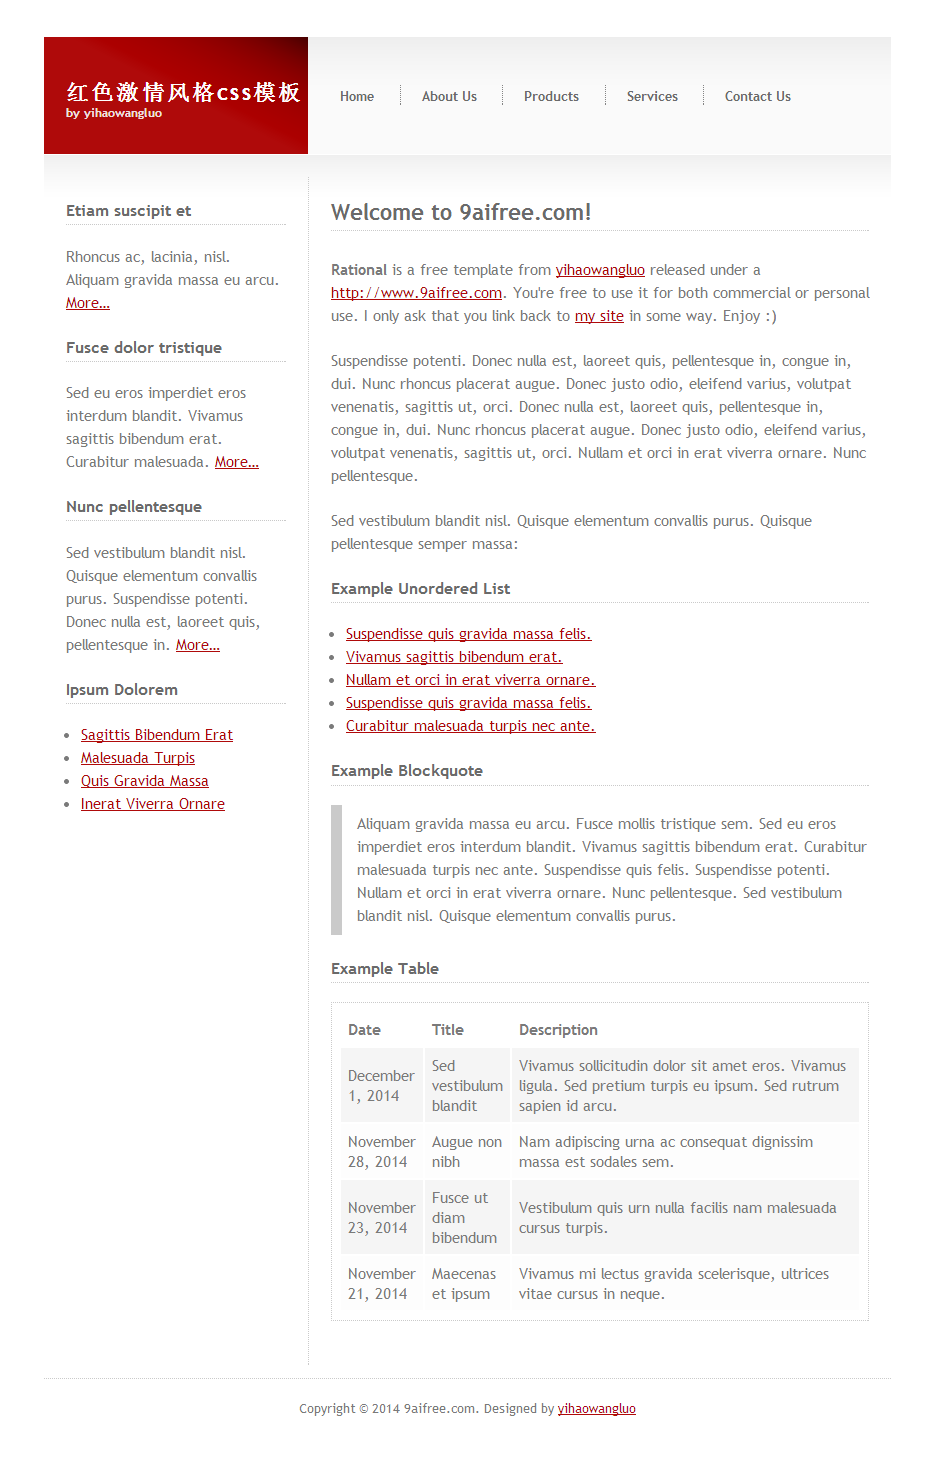 红色激情风格css模板
by yihaowangluo
Home
About Us
Products
Services
Contact Us
Etiam suscipit et
Rhoncus ac, lacinia, nisl.
Aliquam gravida massa eu arcu.
More…
Fusce dolor tristique
Sed eu eros imperdiet eros
interdum blandit. Vivamus
sagittis bibendum erat.
Curabitur malesuada. More…
Nunc pellentesque
Sed vestibulum blandit nisl.
Quisque elementum convallis
purus. Suspendisse potenti.
Donec nulla est, laoreet quis,
pellentesque in. More…
Ipsum Dolorem
Sagittis Bibendum Erat
Malesuada Turpis
Quis Gravida Massa
Inerat Viverra Ornare
Welcome to 9aifree.com!
Rational is a free template from yihaowangluo released under a
http://www.9aifree.com. You're free to use it for both commercial or personal
use. I only ask that you link back to my site in some way. Enjoy :)
Suspendisse potenti. Donec nulla est, laoreet quis, pellentesque in, congue in,
dui. Nunc rhoncus placerat augue. Donec justo odio, eleifend varius, volutpat
venenatis, sagittis ut, orci. Donec nulla est, laoreet quis, pellentesque in,
congue in, dui. Nunc rhoncus placerat augue. Donec justo odio, eleifend varius,
volutpat venenatis, sagittis ut, orci. Nullam et orci in erat viverra ornare. Nunc
pellentesque.
Sed vestibulum blandit nisl. Quisque elementum convallis purus. Quisque
pellentesque semper massa:
Example Unordered List
Suspendisse quis gravida massa felis.
Vivamus sagittis bibendum erat.
Nullam et orci in erat viverra ornare.
Suspendisse quis gravida massa felis.
Curabitur malesuada turpis nec ante.
Example Blockquote
Aliquam gravida massa eu arcu. Fusce mollis tristique sem. Sed eu eros
imperdiet eros interdum blandit. Vivamus sagittis bibendum erat. Curabitur
malesuada turpis nec ante. Suspendisse quis felis. Suspendisse potenti.
Nullam et orci in erat viverra ornare. Nunc pellentesque. Sed vestibulum
blandit nisl. Quisque elementum convallis purus.
Example Table
Date
Title
Description
December
1, 2014
Sed
vestibulum
blandit
Vivamus sollicitudin dolor sit amet eros. Vivamus
ligula. Sed pretium turpis eu ipsum. Sed rutrum
sapien id arcu.
November
28, 2014
Augue non
nibh
Nam adipiscing urna ac consequat dignissim
massa est sodales sem.
November
23, 2014
Fusce ut
diam
bibendum
Vestibulum quis urn nulla facilis nam malesuada
cursus turpis.
November
21, 2014
Maecenas
et ipsum
Vivamus mi lectus gravida scelerisque, ultrices
vitae cursus in neque.
Copyright © 2014 9aifree.com. Designed by yihaowangluo